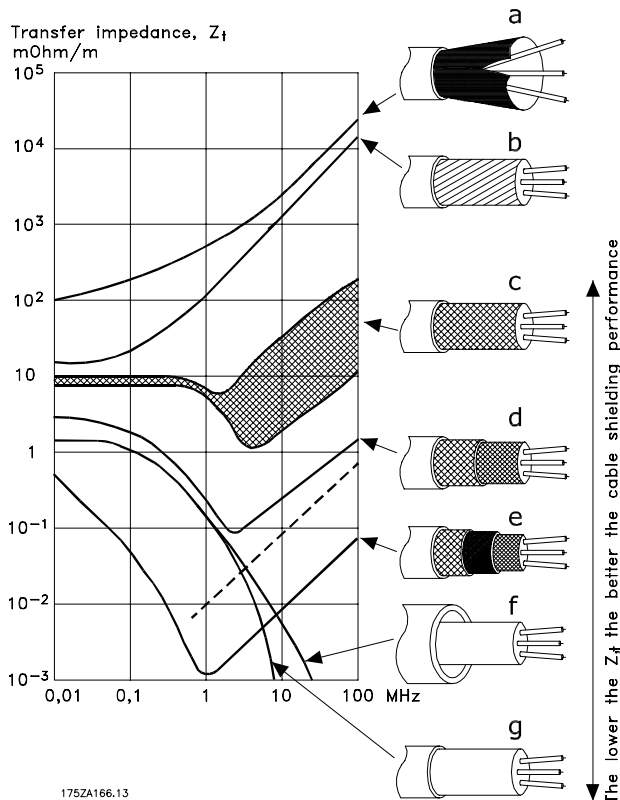 Transfer impedance, Zt
mOhm/m
10⁵
10⁴
10³
10²
10
1
10⁻¹
10⁻²
10⁻³
0,01 0,1 1 10 100 MHz
a
b
c
d
e
f
g
The lower the Zt the better the cable shielding performance
175ZA166.13